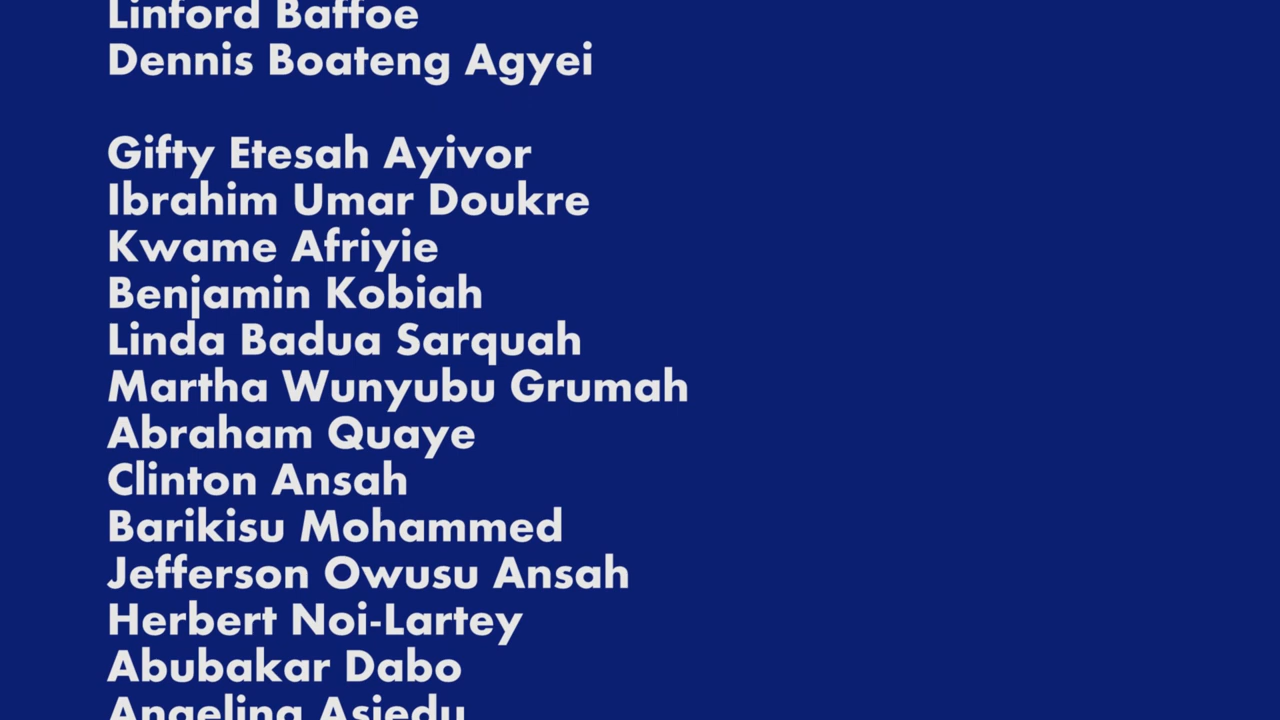 Linford Baffoe
Dennis Boateng Agyei
Gifty Etesah Ayivor
Ibrahim Umar Doukre
Kwame Afriyie
Benjamin Kobiah
Linda Badua Sarquah
Martha Wunyubu Grumah
Abraham Quaye
Clinton Ansah
Barikisu Mohammed
Jefferson Owusu Ansah
Herbert Noi-Lartey
Abubakar Dabo
Angelina Asiedu